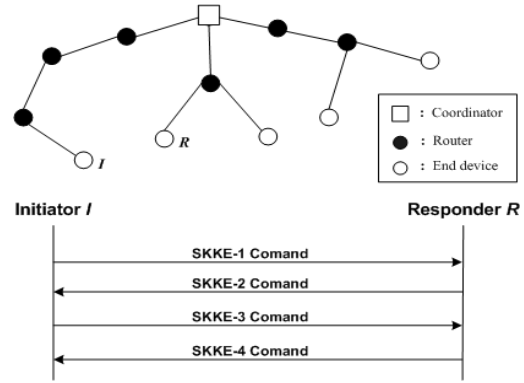 I
R
: Coordinator
: Router
: End device
Initiator I
Responder R
SKKE-1 Comand
SKKE-2 Comand
SKKE-3 Comand
SKKE-4 Comand